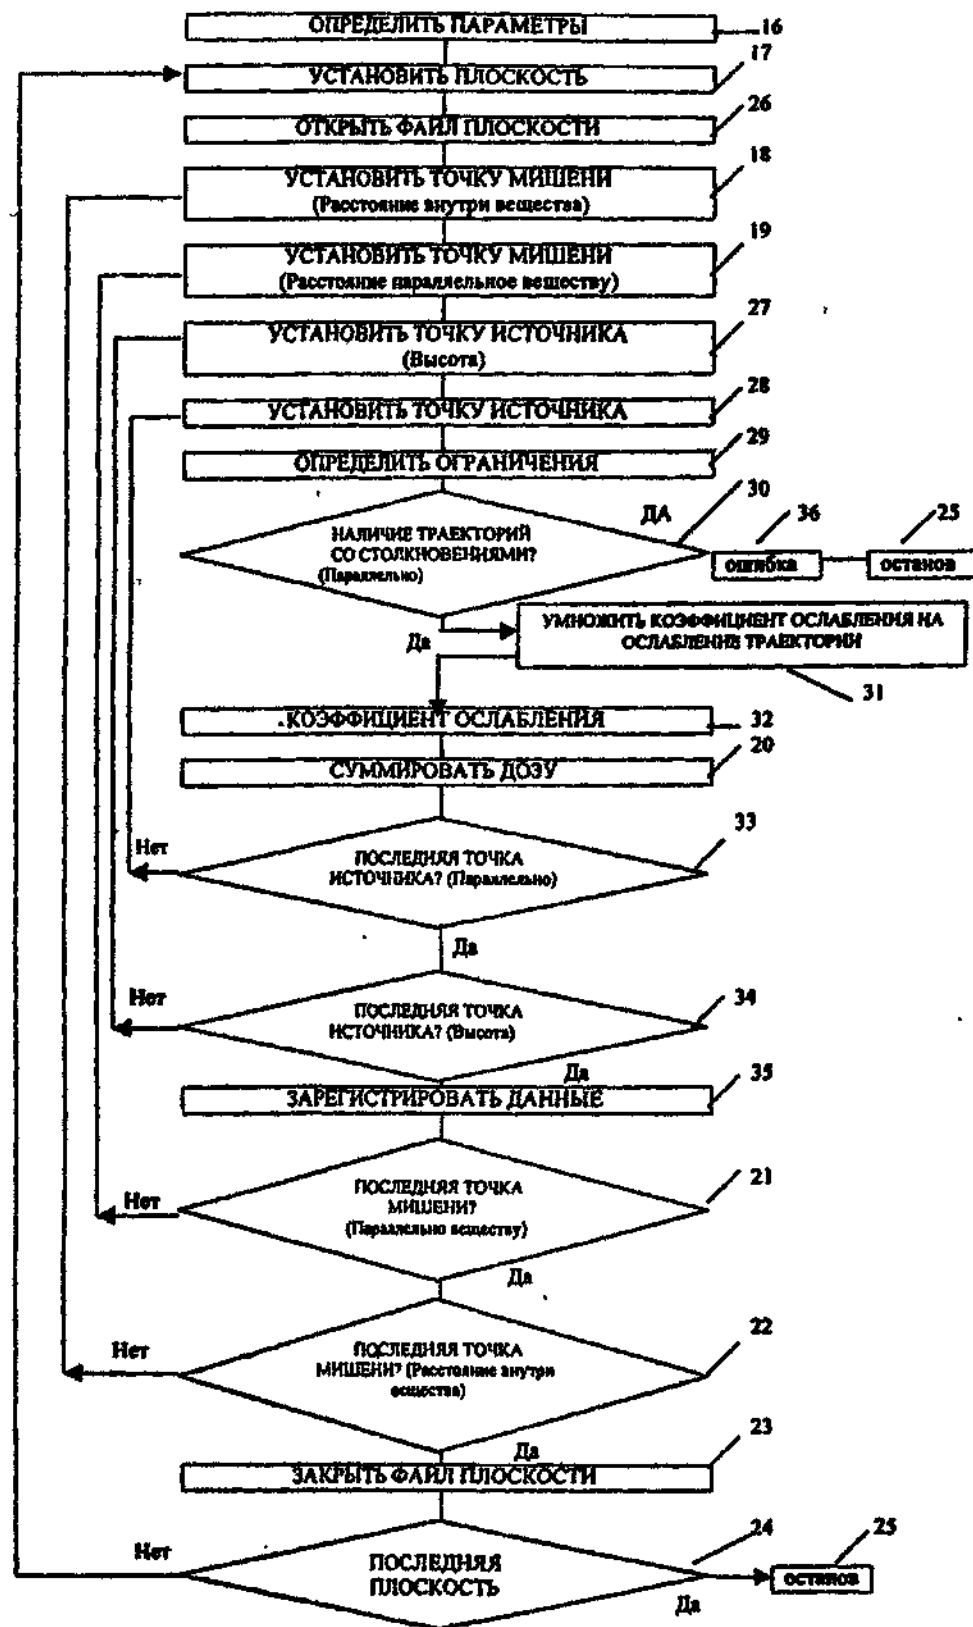 ОПРЕДЕЛИТЬ ПАРАМЕТРЫ
16
УСТАНОВИТЬ ПЛОСКОСТЬ
17
ОТКРЫТЬ ФАЙЛ ПЛОСКОСТИ
26
УСТАНОВИТЬ ТОЧКУ МИШЕНИ
(Расстояние внутри вещества)
18
УСТАНОВИТЬ ТОЧКУ МИШЕНИ
(Расстояние параллельное веществу)
19
УСТАНОВИТЬ ТОЧКУ ИСТОЧНИКА
(Высота)
27
УСТАНОВИТЬ ТОЧКУ ИСТОЧНИКА
28
ОПРЕДЕЛИТЬ ОГРАНИЧЕНИЯ
29
НАЛИЧИЕ ТРАЕКТОРИЙ
СО СТОЛКНОВЕНИЯМИ?
(Параллельно)
ДА
30
ошибка
36
останов
25
Да
УМНОЖИТЬ КОЭФФИЦИЕНТ ОСЛАБЛЕНИЯ НА
ОСЛАБЛЕНИЕ ТРАЕКТОРИИ
31
КОЭФФИЦИЕНТ ОСЛАБЛЕНИЯ
32
СУММИРОВАТЬ ДОЗУ
20
Нет
ПОСЛЕДНЯЯ ТОЧКА
ИСТОЧНИКА? (Параллельно)
33
Да
Нет
ПОСЛЕДНЯЯ ТОЧКА
ИСТОЧНИКА? (Высота)
34
Да
ЗАРЕГИСТРИРОВАТЬ ДАННЫЕ
35
Нет
ПОСЛЕДНЯЯ ТОЧКА
МИШЕНИ?
(Параллельно веществу)
21
Да
Нет
ПОСЛЕДНЯЯ ТОЧКА
МИШЕНИ? (Расстояние внутри
вещества)
22
Да
ЗАКРЫТЬ ФАЙЛ ПЛОСКОСТИ
23
Нет
ПОСЛЕДНЯЯ
ПЛОСКОСТЬ
24
Да
останов
25